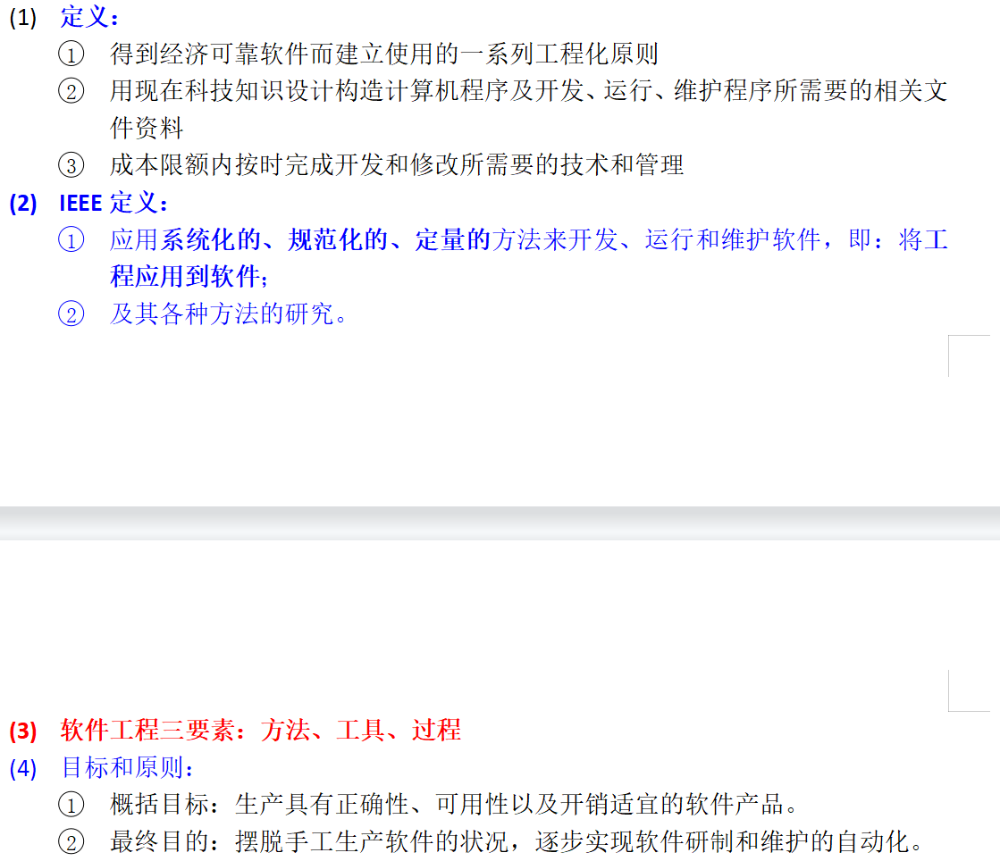 (1) 定义：
① 得到经济可靠软件而建立使用的一系列工程化原则
② 用现在科技知识设计构造计算机程序及开发、运行、维护程序所需要的相关文
件资料
③ 成本限额内按时完成开发和修改所需要的技术和管理
(2) IEEE 定义：
① 应用系统化的、规范化的、定量的方法来开发、运行和维护软件，即：将工
程应用到软件；
② 及其各种方法的研究。
(3) 软件工程三要素：方法、工具、过程
(4) 目标和原则：
① 概括目标：生产具有正确性、可用性以及开销适宜的软件产品。
② 最终目的：摆脱手工生产软件的状况，逐步实现软件研制和维护的自动化。